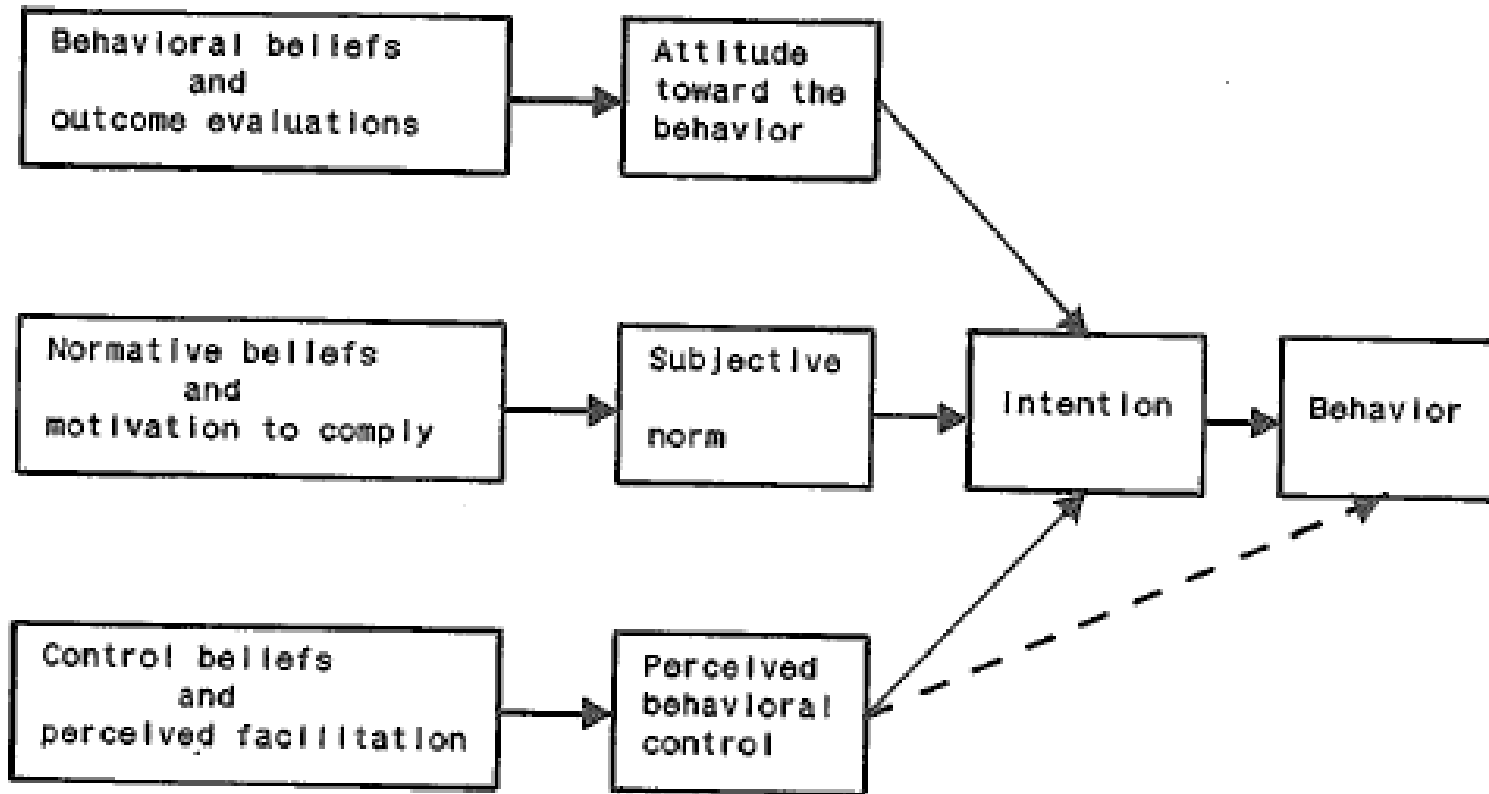 Behavioral beliefs
and
outcome evaluations
Attitude
toward the
behavior
Normative beliefs
and
motivation to comply
Subjective
norm
Intention
Behavior
Control beliefs
and
perceived facilitation
Perceived
behavioral
control